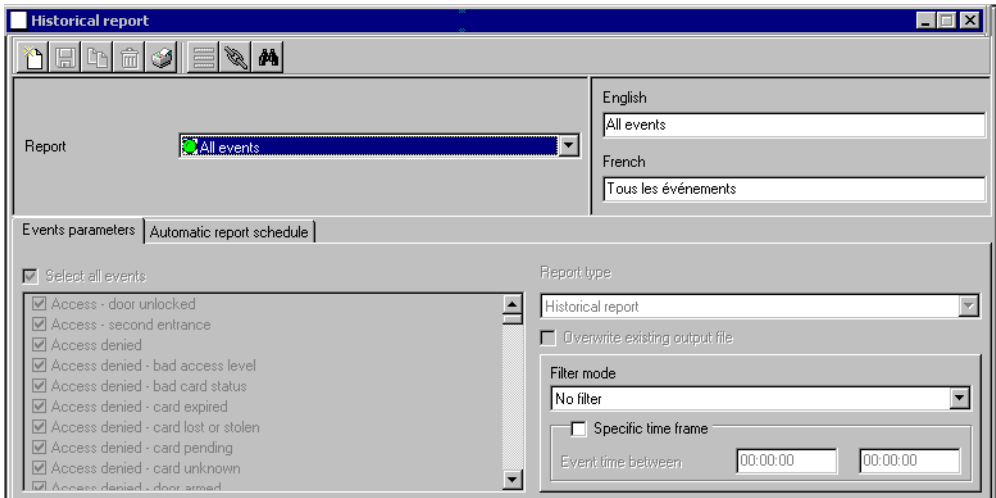 Historical report
English
All events
Report
All events
French
Tous les événements
Events parameters
Automatic report schedule
Select all events
Access - door unlocked
Access - second entrance
Access denied
Access denied - bad access level
Access denied - bad card status
Access denied - card expired
Access denied - card lost or stolen
Access denied - card pending
Access denied - card unknown
Access denied - door armed
Report type
Historical report
Overwrite existing output file
Filter mode
No filter
Specific time frame
Event time between
00:00:00
00:00:00